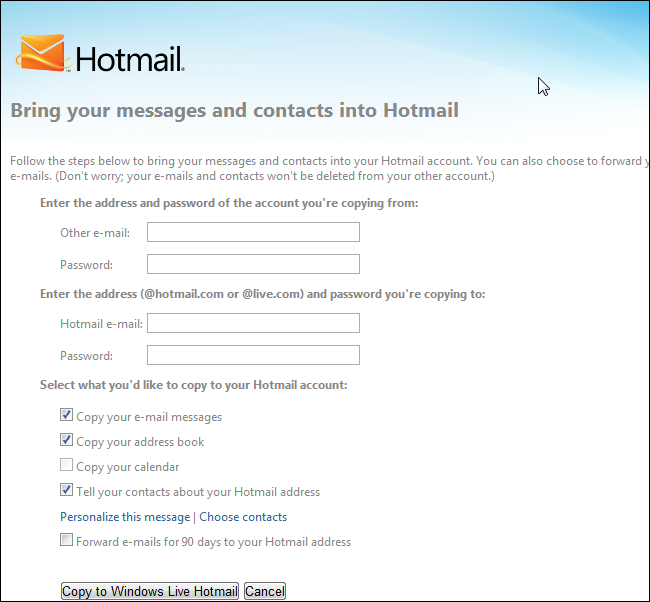 Hotmail
Bring your messages and contacts into Hotmail
Follow the steps below to bring your messages and contacts into your Hotmail account. You can also choose to forward y
e-mails. (Don't worry; your e-mails and contacts won't be deleted from your other account.)
Enter the address and password of the account you're copying from:
Other e-mail:
Password:
Enter the address (@hotmail.com or @live.com) and password you're copying to:
Hotmail e-mail:
Password:
Select what you'd like to copy to your Hotmail account:
Copy your e-mail messages
Copy your address book
Copy your calendar
Tell your contacts about your Hotmail address
Personalize this message | Choose contacts
Forward e-mails for 90 days to your Hotmail address
Copy to Windows Live Hotmail Cancel